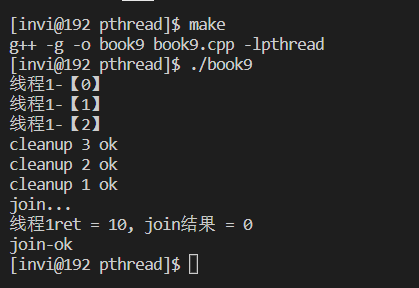 [invi@192 pthread]$ make
g++ -g -o book9 book9.cpp -lpthread
[invi@192 pthread]$ ./book9
线程1-【0】
线程1-【1】
线程1-【2】
cleanup 3 ok
cleanup 2 ok
cleanup 1 ok
join...
线程1ret = 10, join结果 = 0
join-ok
[invi@192 pthread]$